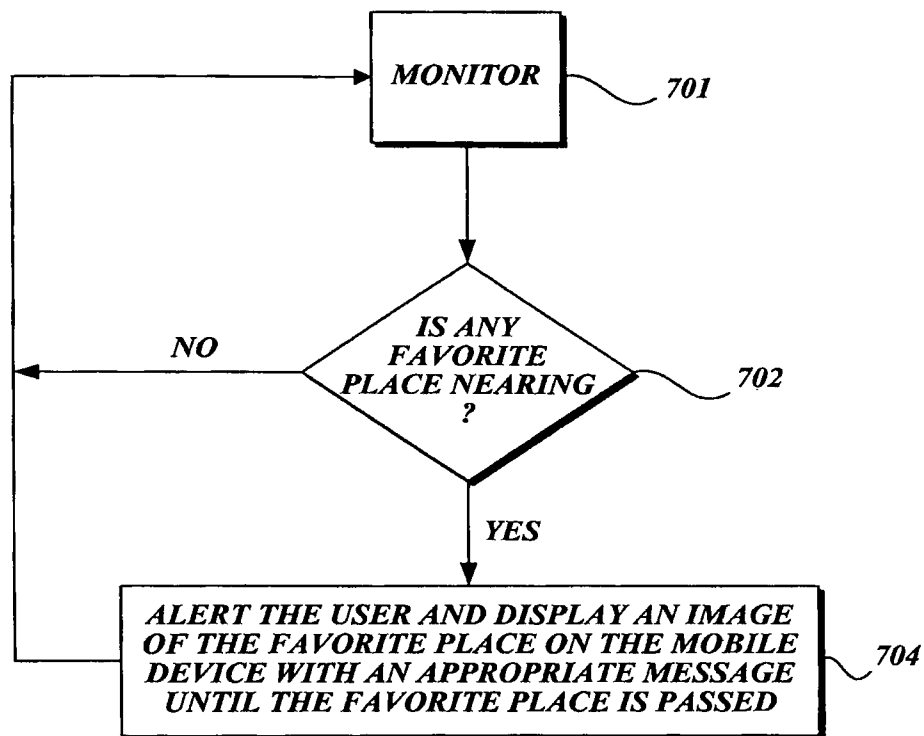 MONITOR
701
IS ANY
FAVORITE
PLACE NEARING
?
702
NO
YES
ALERT THE USER AND DISPLAY AN IMAGE
OF THE FAVORITE PLACE ON THE MOBILE
DEVICE WITH AN APPROPRIATE MESSAGE
UNTIL THE FAVORITE PLACE IS PASSED
704